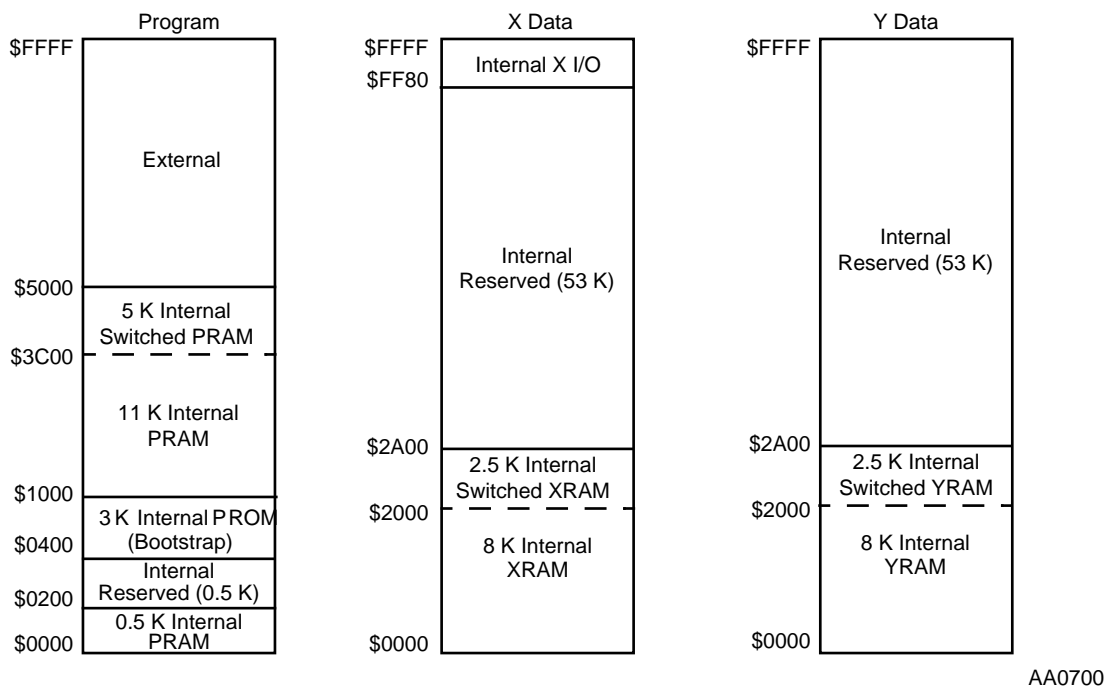 Program
$FFFF
External
$5000
5 K Internal
Switched PRAM
$3C00
11 K Internal
PRAM
$1000
3 K Internal PROM
(Bootstrap)
$0400
Internal
Reserved (0.5 K)
$0200
0.5 K Internal
PRAM
$0000
X Data
$FFFF
Internal X I/O
$FF80
Internal
Reserved (53 K)
$2A00
2.5 K Internal
Switched XRAM
$2000
8 K Internal
XRAM
$0000
Y Data
$FFFF
Internal
Reserved (53 K)
$2A00
2.5 K Internal
Switched YRAM
$2000
8 K Internal
YRAM
$0000
AA0700